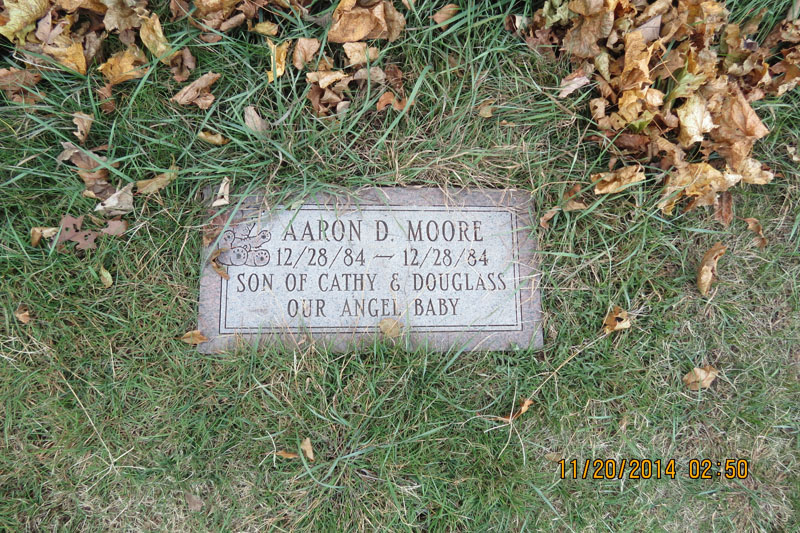 AARON D. MOORE
12/28/84 — 12/28/84
SON OF CATHY & DOUGLASS
OUR ANGEL BABY
11/20/2014 02:50